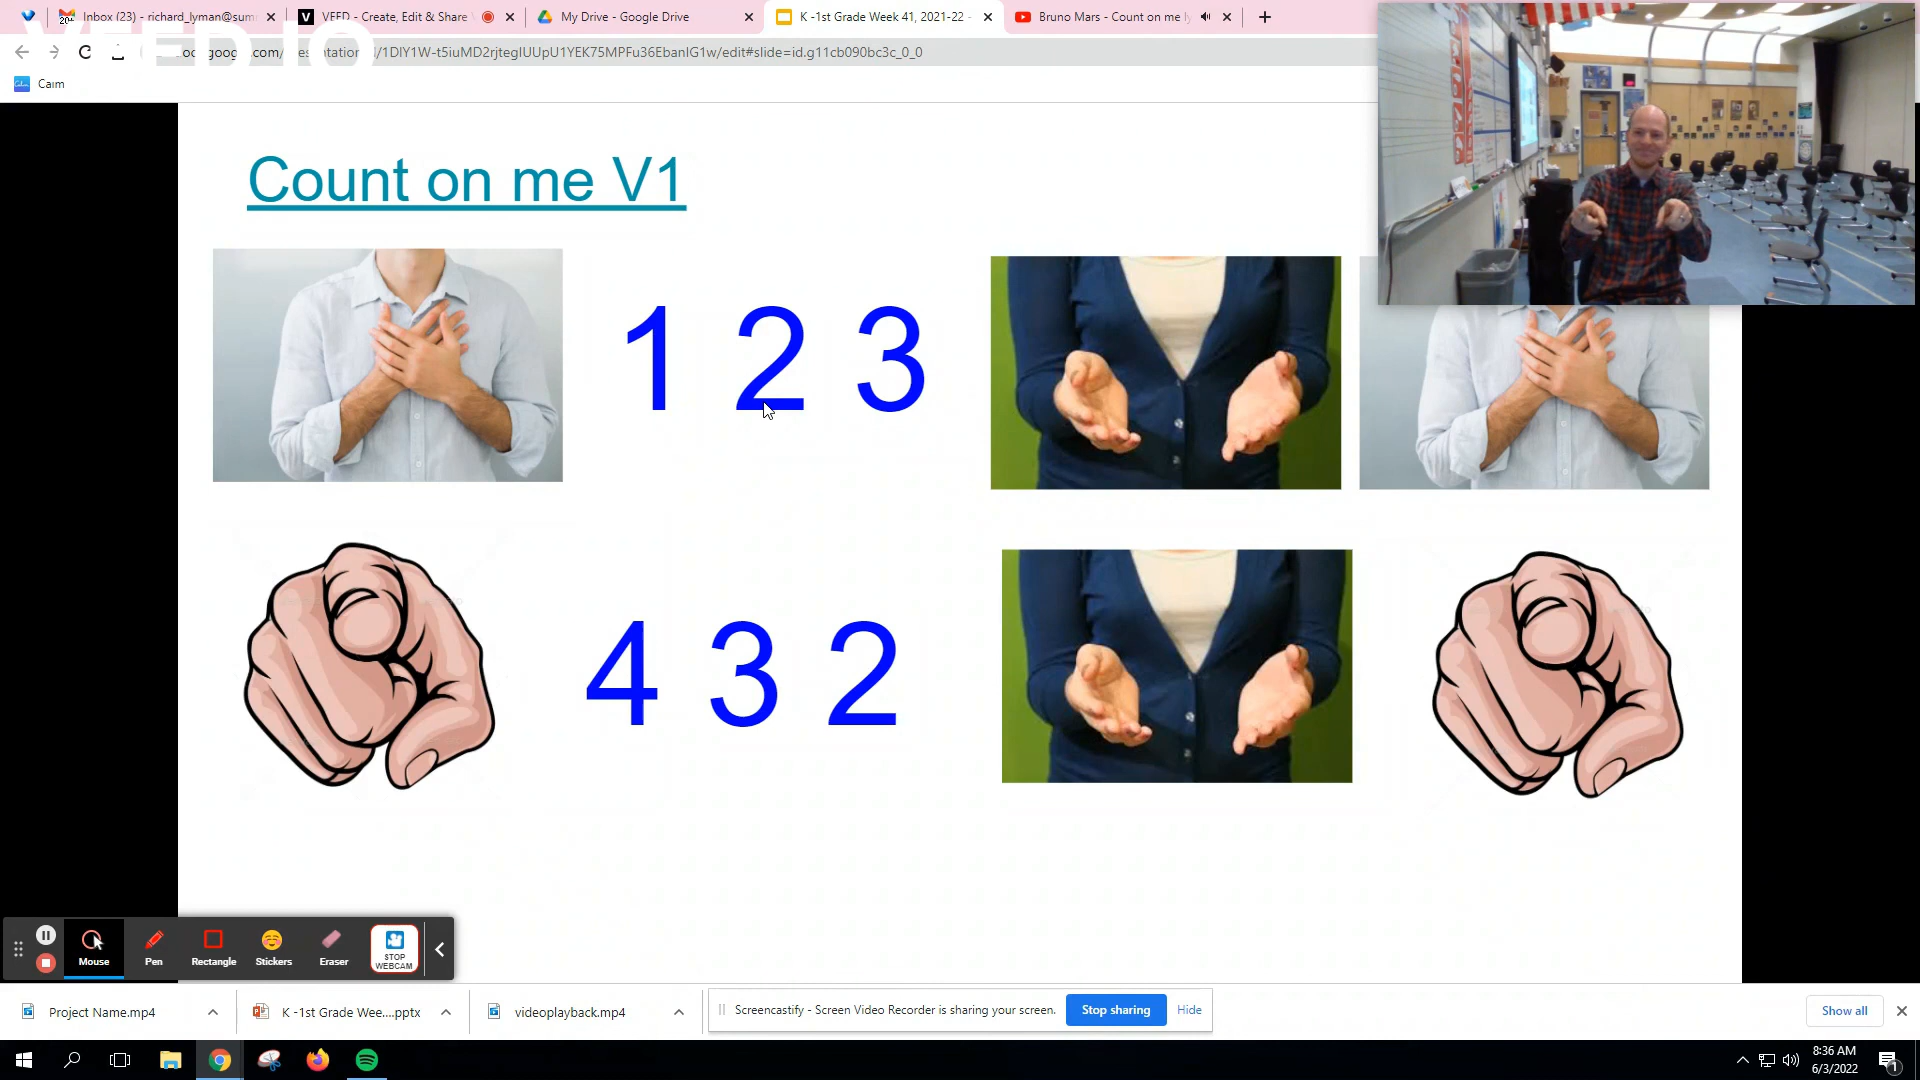 Inbox (23) - richard_lyman@sum
VEED - Create, Edit & Share
My Drive - Google Drive
K -1st Grade Week 41, 2021-22 -
Bruno Mars - Count on me l
VEED.IO
/1DlY1W-t5iuMD2rjtegIUUpU1YEK75MPFu36EbanIG1w/edit#slide=id.g11cb090bc3c_0_0
Calm
Count on me V1
1 2 3
4 3 2
Mouse
Pen
Rectangle
Stickers
Eraser
STOP
WEBCAM
Project Name.mp4
K -1st Grade Wee....pptx
videoplayback.mp4
Screencastify - Screen Video Recorder is sharing your screen.
Stop sharing
Hide
Show all
8:36 AM
6/3/2022
1